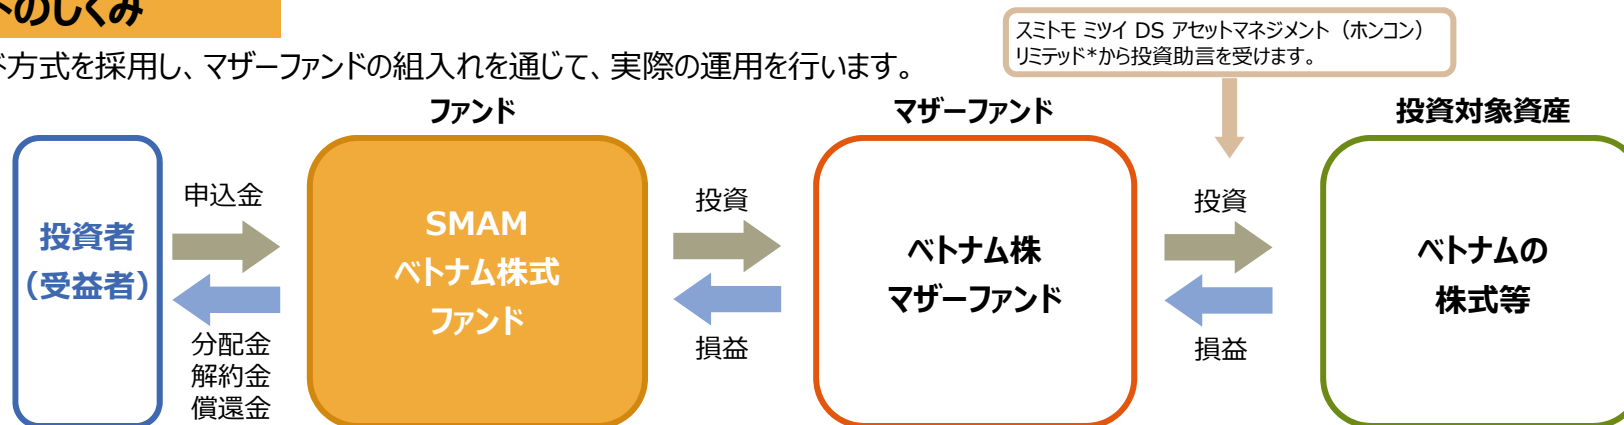 トのしくみ
ド方式を採用し、マザーファンドの組入れを通じて、実際の運用を行います。
スミトモ ミツイ DS アセットマネジメント（ホンコン）
リミテッド*から投資助言を受けます。
ファンド
マザーファンド
投資対象資産
投資者
（受益者）
申込金
分配金
解約金
償還金
SMAM
ベトナム株式
ファンド
投資
損益
ベトナム株
マザーファンド
投資
損益
ベトナムの
株式等